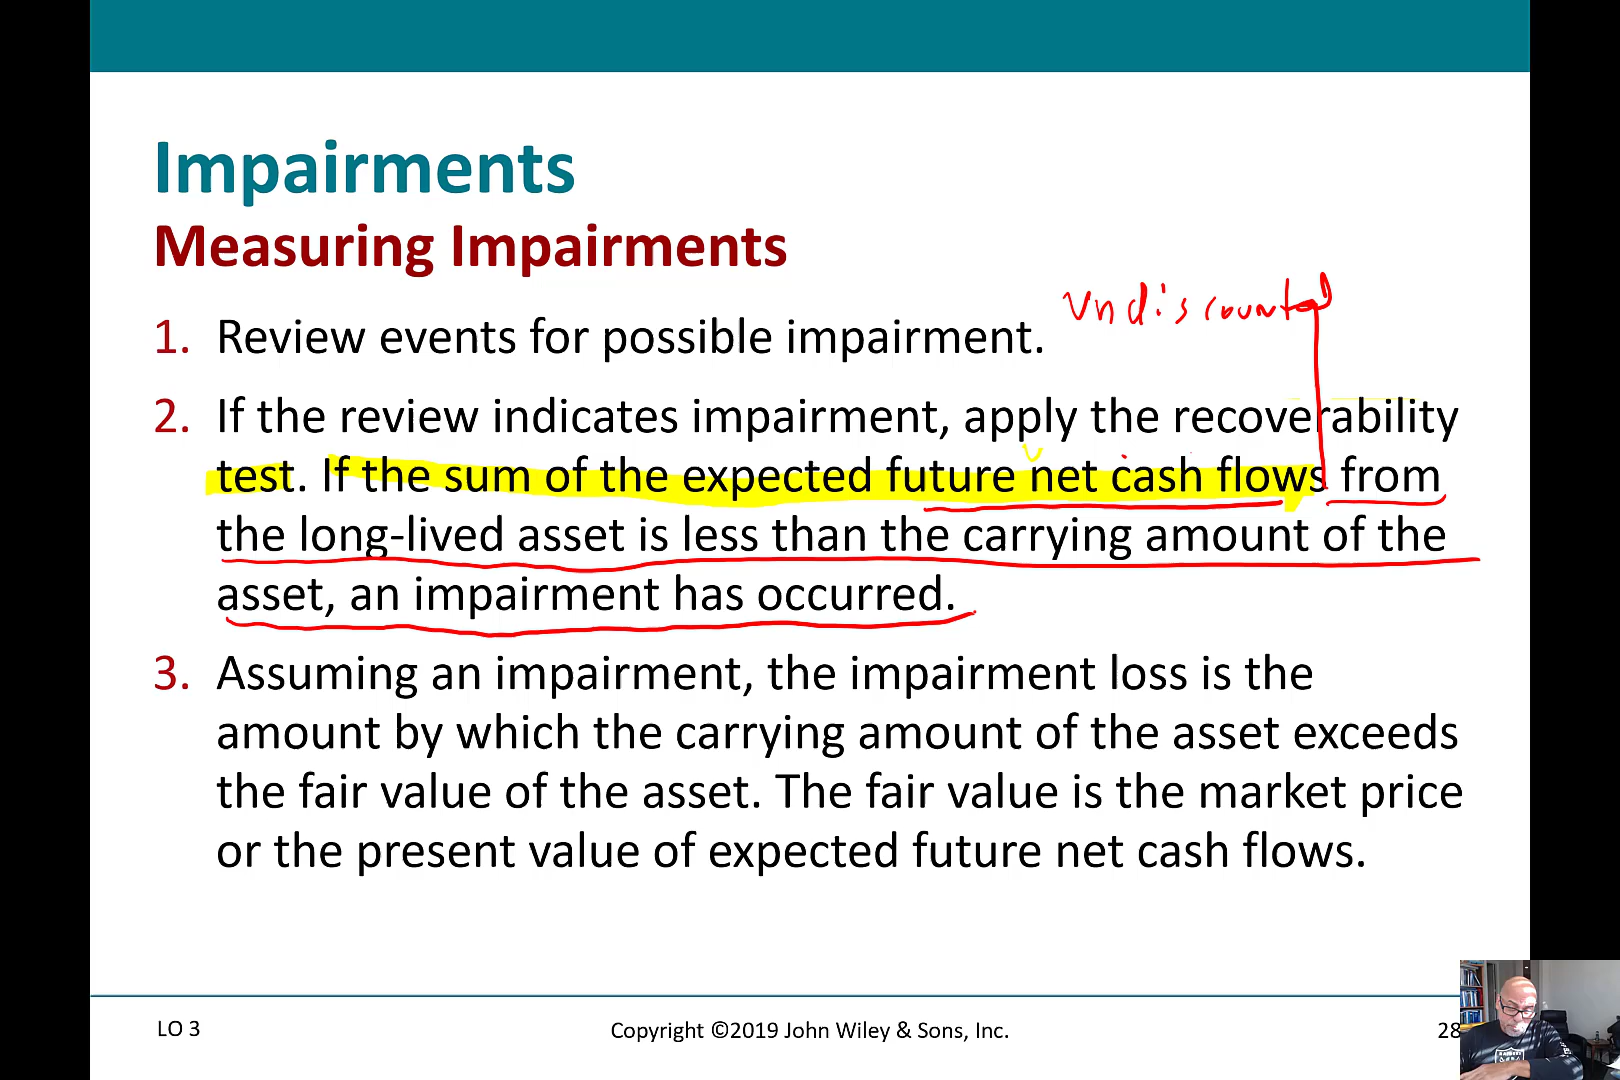 Impairments
Measuring Impairments
undiscounted
1. Review events for possible impairment.
2. If the review indicates impairment, apply the recoverability
test. If the sum of the expected future net cash flows from
the long-lived asset is less than the carrying amount of the
asset, an impairment has occurred.
3. Assuming an impairment, the impairment loss is the
amount by which the carrying amount of the asset exceeds
the fair value of the asset. The fair value is the market price
or the present value of expected future net cash flows.
LO 3
Copyright ©2019 John Wiley & Sons, Inc.
28
RAIDERS